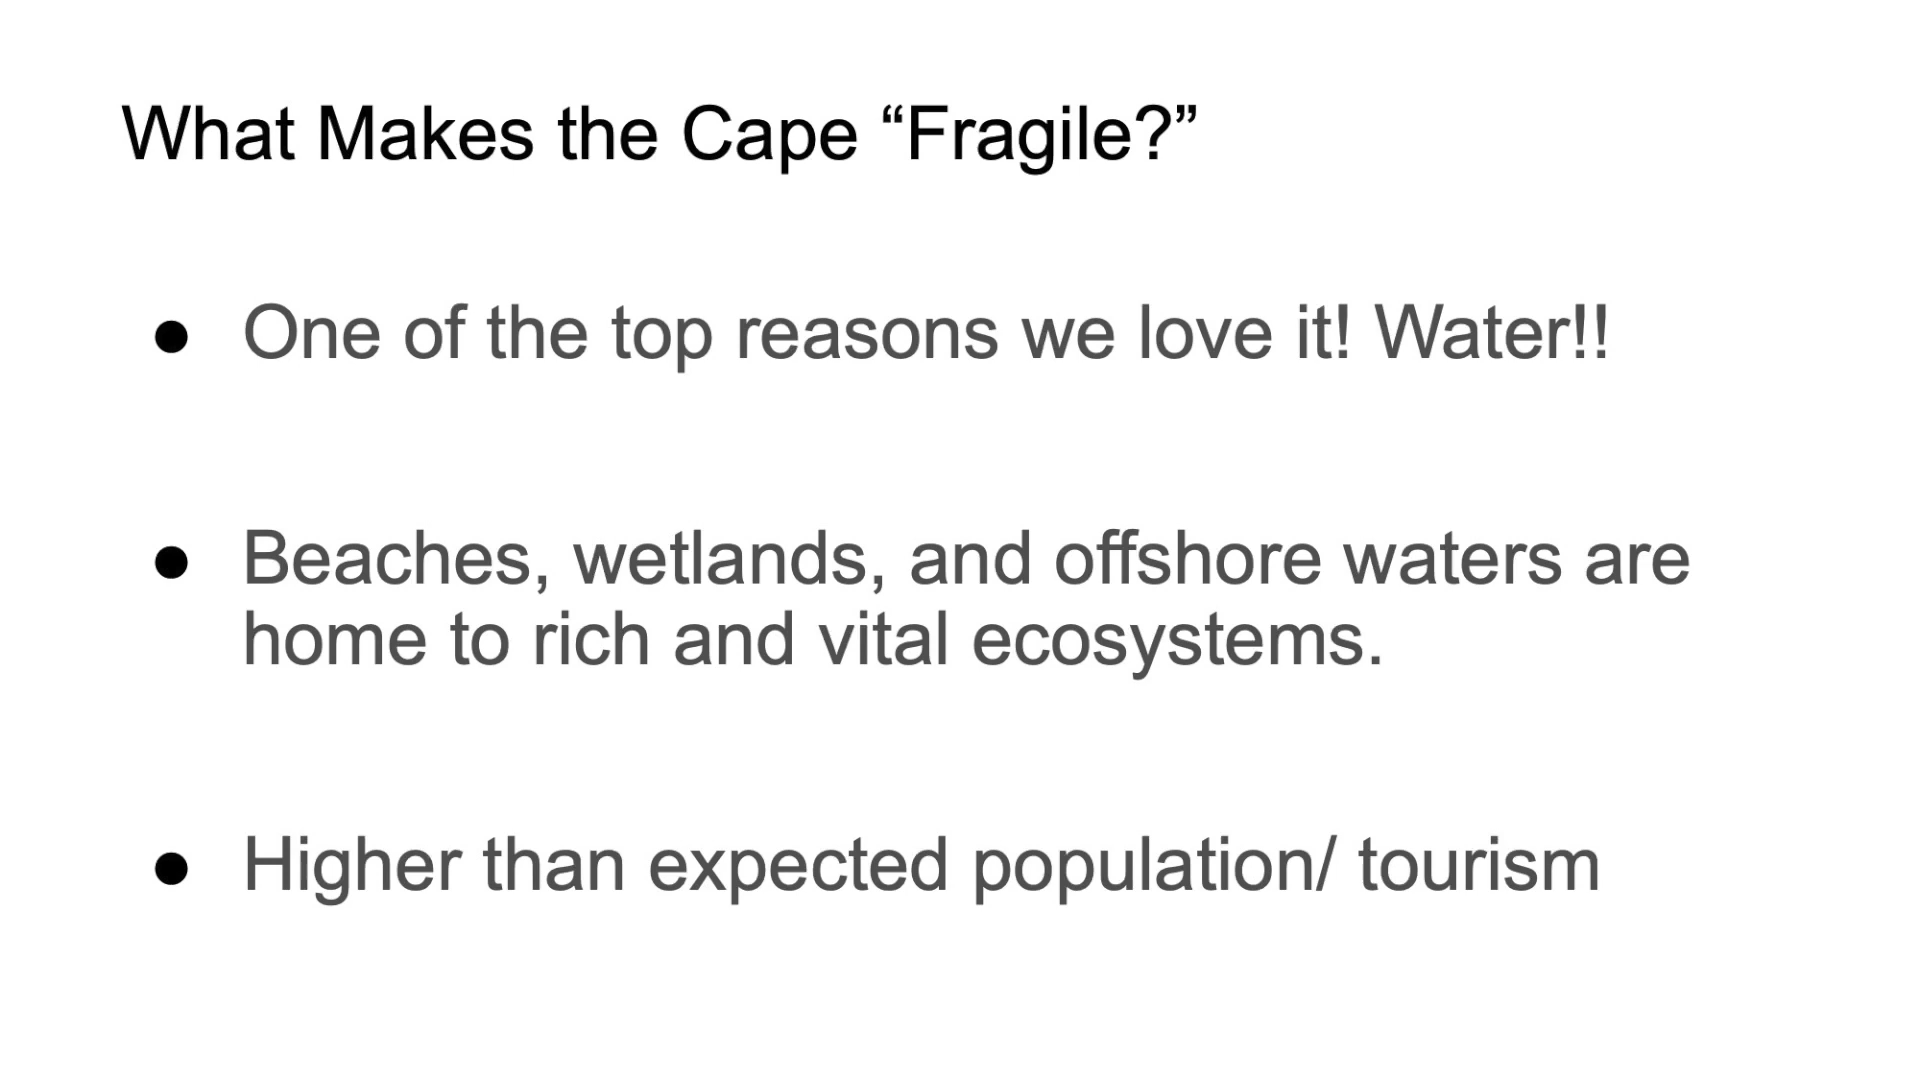 What Makes the Cape “Fragile?”
● One of the top reasons we love it! Water!!
● Beaches, wetlands, and offshore waters are
home to rich and vital ecosystems.
● Higher than expected population/ tourism